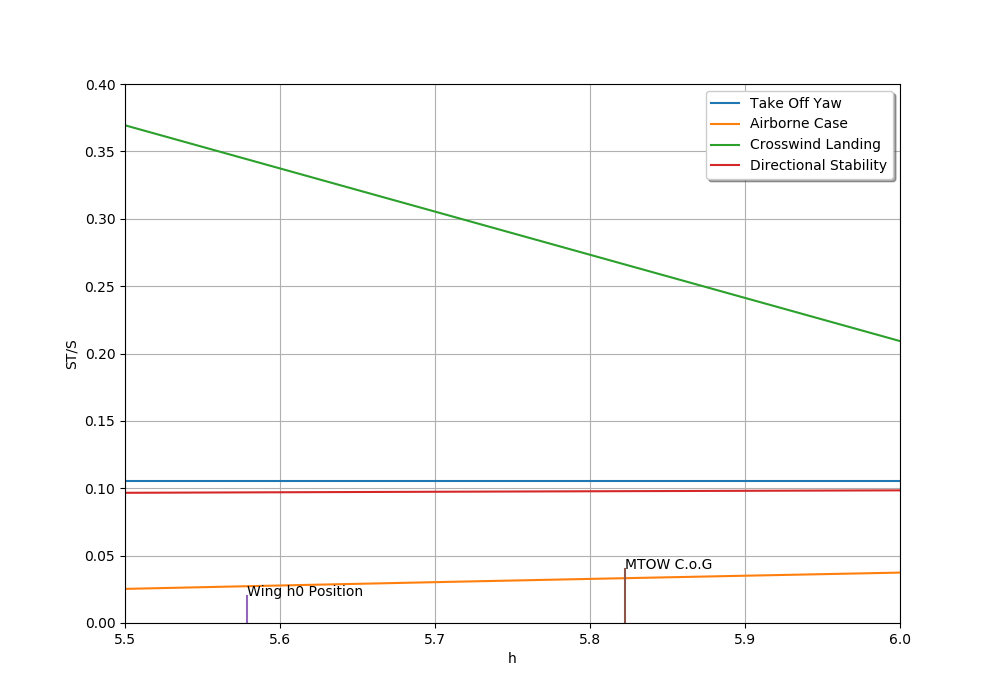 0.40
0.35
0.30
0.25
0.20
0.15
0.10
0.05
0.00
ST/S
Take Off Yaw
Airborne Case
Crosswind Landing
Directional Stability
MTOW C.o.G
Wing h0 Position
5.5 5.6 5.7 5.8 5.9 6.0
h